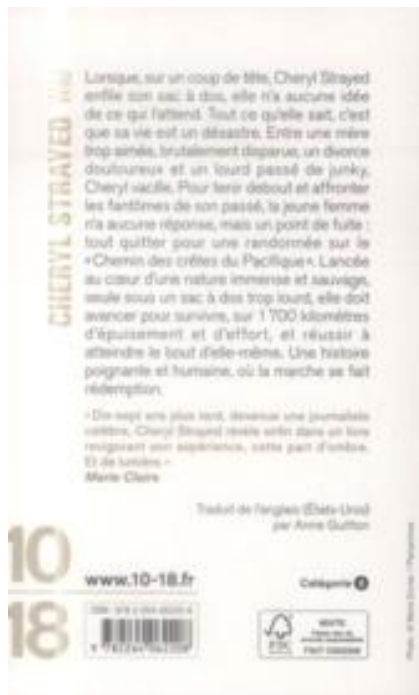 CHERYL STRAYED
Lorsque, sur un coup de tête, Cheryl Strayed
enfile son sac à dos, elle n'a aucune idée
de ce qui l'attend. Tout ce qu'elle sait, c'est
que sa vie est un désastre. Entre une mère
trop aimée, brutalement disparue, un divorce
douloureux et un lourd passé de junky,
Cheryl vacille. Pour tenir debout et affronter
les fantômes de son passé, la jeune femme
n'a aucune réponse, mais un point de fuite :
tout quitter pour une randonnée sur le
« Chemin des crêtes du Pacifique ». Lancée
au cœur d'une nature immense et sauvage,
seule sous un sac à dos trop lourd, elle doit
avancer pour survivre, sur 1 700 kilomètres
d'épuisement et d'effort, et réussir à
atteindre le bout d'elle-même. Une histoire
poignante et humaine, où la marche se fait
rédemption.
« Dix-sept ans plus tard, devenue une journaliste
célèbre, Cheryl Strayed révèle enfin dans un livre
revigorant son expérience, cette part d'ombre.
Et de lumière »
Marie Claire
Traduit de l'anglais (États-Unis)
par Anne Guitton
10
18
www.10-18.fr
Catégorie
FSC
MIXTE